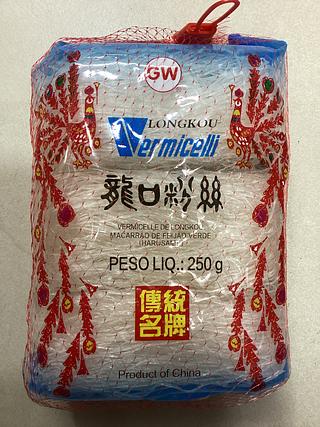 GW
LONGKOU
Vermicelli
龍口粉絲
VERMICELLE DE LONGKOU
MACARRÃO DE FEIJÃO VERDE
(HARUSAME)
PESO LIQ.: 250 g
傳統
名牌
Product of China